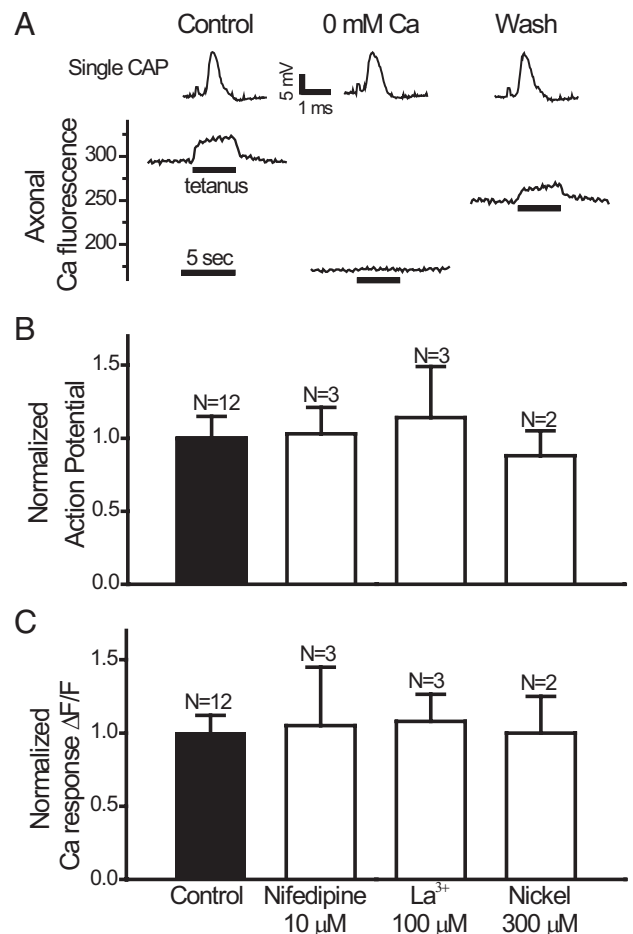 A
Control 0 mM Ca Wash
Single CAP
5 mV
1 ms
Axonal
Ca fluorescence
300
250
200
tetanus
5 sec
B
Normalized
Action Potential
1.5
1.0
0.5
0.0
N=12
N=3
N=3
N=2
C
Normalized
Ca response ΔF/F
1.5
1.0
0.5
0.0
N=12
N=3
N=3
N=2
Control Nifedipine La³⁺ Nickel
10 μM 100 μM 300 μM